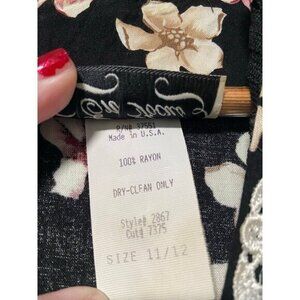 Made in U.S.A.
100% RAYON
DRY-CLEAN ONLY
Style# 2867
Cut# 7375
SIZE 11/12